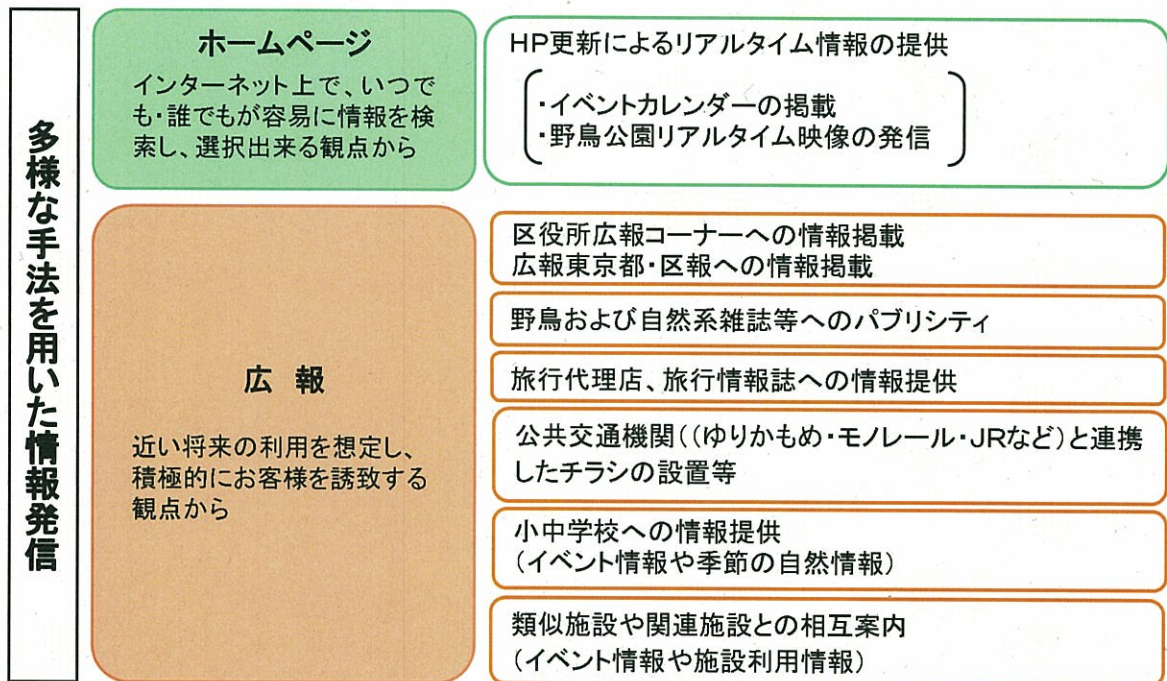 多様な手法を用いた情報発信
ホームページ
インターネット上で、いつで
も・誰でもが容易に情報を検
索し、選択出来る観点から
HP更新によるリアルタイム情報の提供
・イベントカレンダーの掲載
・野鳥公園リアルタイム映像の発信
広 報
近い将来の利用を想定し、
積極的にお客様を誘致する
観点から
区役所広報コーナーへの情報掲載
広報東京都・区報への情報掲載
野鳥および自然系雑誌等へのパブリシティ
旅行代理店、旅行情報誌への情報提供
公共交通機関((ゆりかもめ・モノレール・JRなど)と連携
したチラシの設置等
小中学校への情報提供
(イベント情報や季節の自然情報)
類似施設や関連施設との相互案内
(イベント情報や施設利用情報)